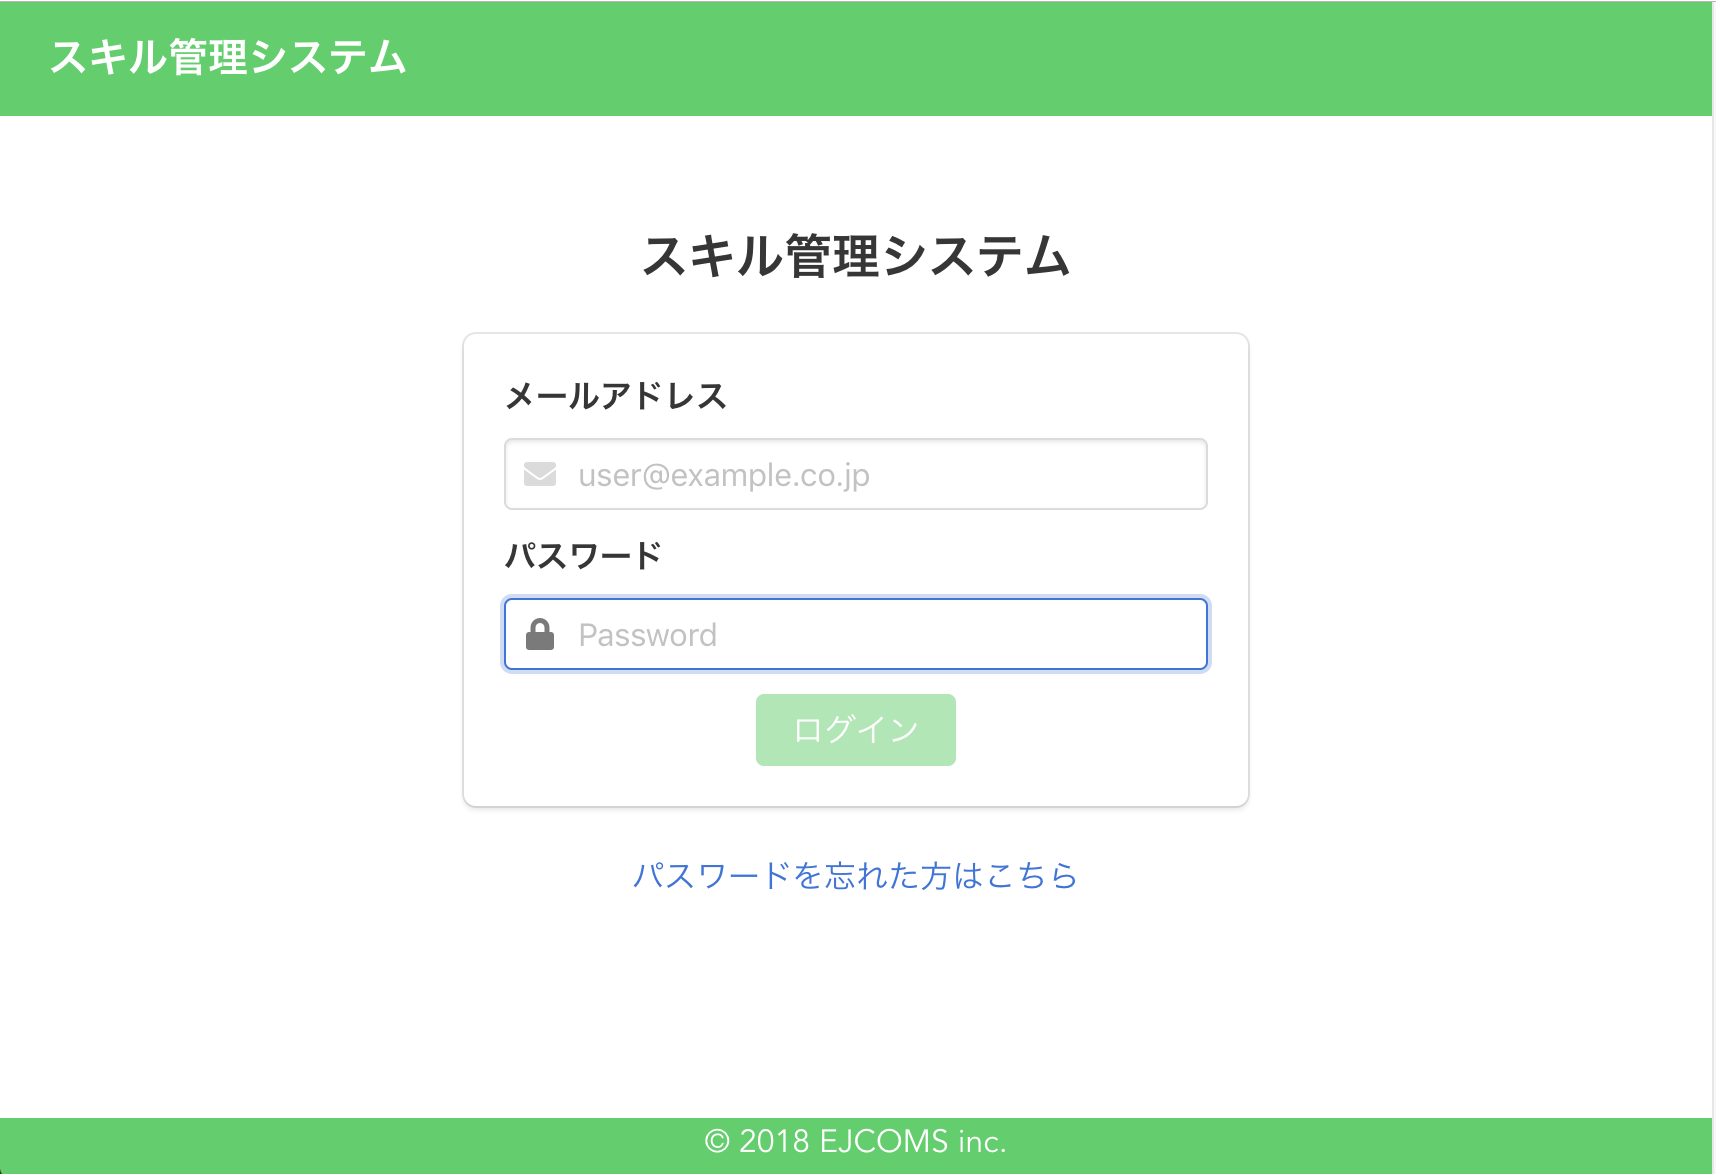 スキル管理システム
スキル管理システム
メールアドレス
user@example.co.jp
パスワード
Password
ログイン
パスワードを忘れた方はこちら
© 2018 EJCOMS inc.